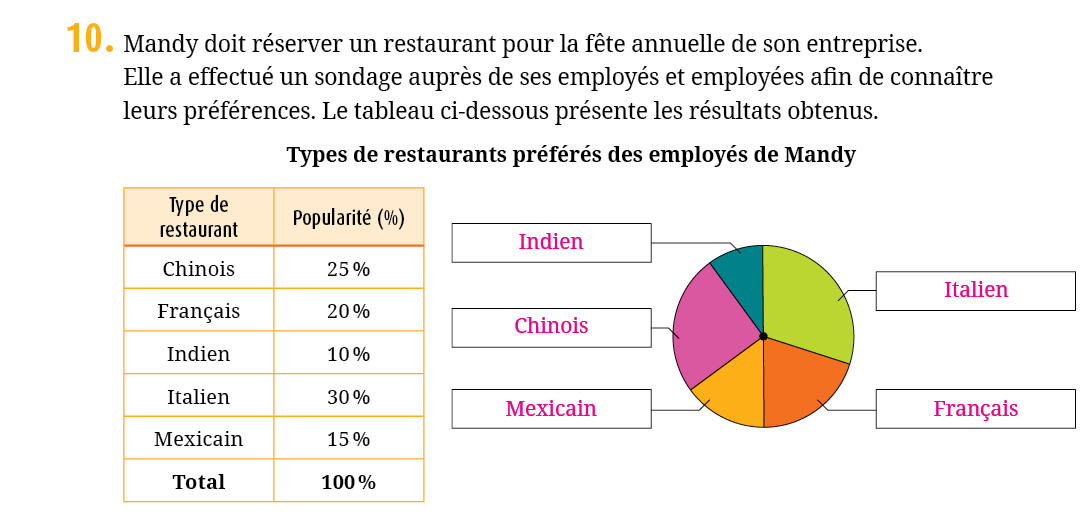 10. Mandy doit réserver un restaurant pour la fête annuelle de son entreprise.
Elle a effectué un sondage auprès de ses employés et employées afin de connaître
leurs préférences. Le tableau ci-dessous présente les résultats obtenus.
Types de restaurants préférés des employés de Mandy
Type de
restaurant
Popularité (%)
Chinois 25 %
Français 20 %
Indien 10 %
Italien 30 %
Mexicain 15 %
Total 100 %
Indien
Chinois
Mexicain
Italien
Français